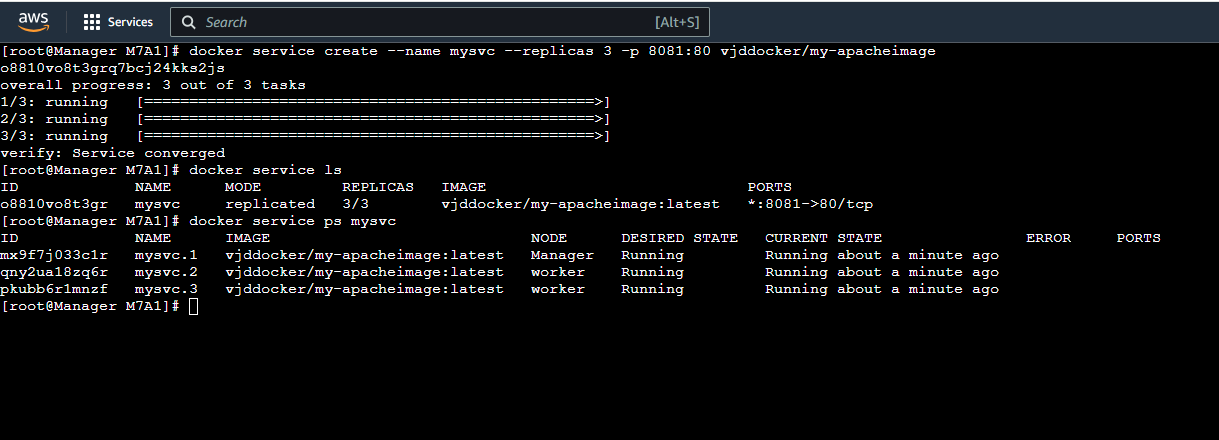 aws Services Search [Alt+S]
[root@Manager M7A1]# docker service create --name mysvc --replicas 3 -p 8081:80 vjddocker/my-apacheimage
o8810vo8t3grq7bcj24kks2js
overall progress: 3 out of 3 tasks
1/3: running   [==================================================>]
2/3: running   [==================================================>]
3/3: running   [==================================================>]
verify: Service converged
[root@Manager M7A1]# docker service ls
ID             NAME      MODE         REPLICAS   IMAGE                             PORTS
o8810vo8t3gr   mysvc     replicated   3/3        vjddocker/my-apacheimage:latest   *:8081->80/tcp
[root@Manager M7A1]# docker service ps mysvc
ID             NAME      IMAGE                             NODE      DESIRED STATE   CURRENT STATE                ERROR     PORTS
mx9f7j033c1r   mysvc.1   vjddocker/my-apacheimage:latest   Manager   Running         Running about a minute ago
qny2ua18zq6r   mysvc.2   vjddocker/my-apacheimage:latest   worker    Running         Running about a minute ago
pkubb6r1mnzf   mysvc.3   vjddocker/my-apacheimage:latest   worker    Running         Running about a minute ago
[root@Manager M7A1]#